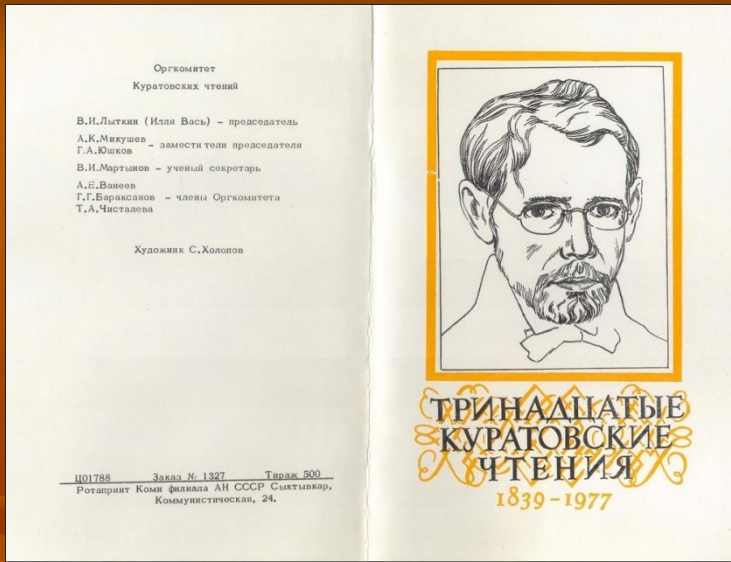 Оргкомитет
Куратовских чтений
В.И.Лыткин (Илля Вась) - председатель
А.К.Микушев
Г.А.Юшков - заместители председателя
В.И.Мартынов - ученый секретарь
А.Е.Ванеев
Г.Г.Бараксанов - члены Оргкомитета
Т.А.Чисталева
Художник С.Холопов
Ц01788 Заказ № 1327 Тираж 500
Ротапринт Коми филиала АН СССР Сыктывкар,
Коммунистическая, 24.
ТРИНАДЦАТЫЕ
КУРАТОВСКИЕ
ЧТЕНИЯ
1839-1977